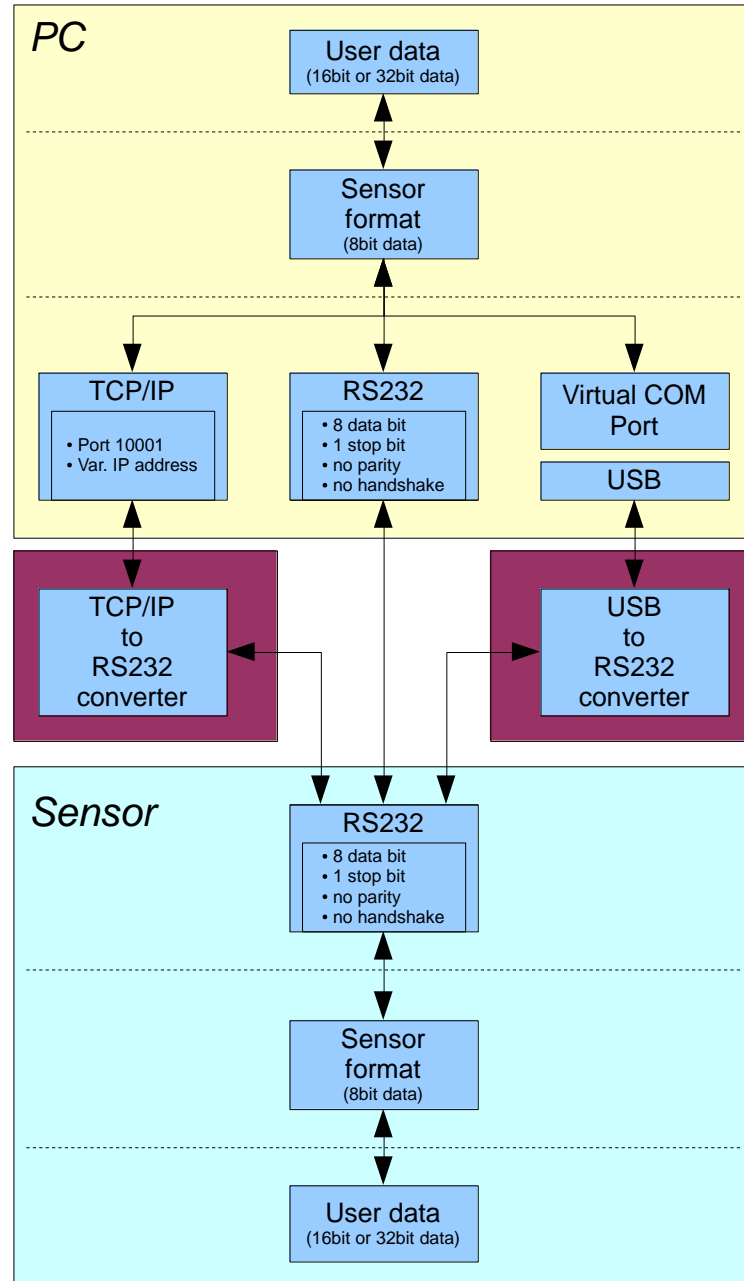 PC
User data
(16bit or 32bit data)
Sensor
format
(8bit data)
TCP/IP
• Port 10001
• Var. IP address
RS232
• 8 data bit
• 1 stop bit
• no parity
• no handshake
Virtual COM
Port
USB
TCP/IP
to
RS232
converter
USB
to
RS232
converter
Sensor
RS232
• 8 data bit
• 1 stop bit
• no parity
• no handshake
Sensor
format
(8bit data)
User data
(16bit or 32bit data)